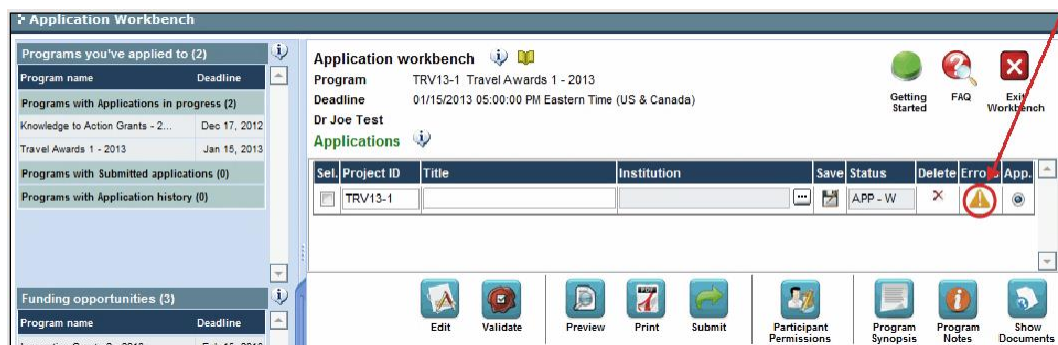 Application Workbench
Programs you've applied to (2)
Program name Deadline
Programs with Applications in progress (2)
Knowledge to Action Grants - 2... Dec 17, 2012
Travel Awards 1 - 2013 Jan 15, 2013
Programs with Submitted applications (0)
Programs with Application history (0)
Funding opportunities (3)
Program name Deadline
Application workbench
Program TRV13-1 Travel Awards 1 - 2013
Deadline 01/15/2013 05:00:00 PM Eastern Time (US & Canada)
Dr Joe Test
Applications
Getting Started
FAQ
Exit Workbench
Sel. Project ID Title Institution Save Status Delete Errors App.
TRV13-1 ... APP - W
Edit Validate Preview Print Submit Participant Permissions Program Synopsis Program Notes Show Documents